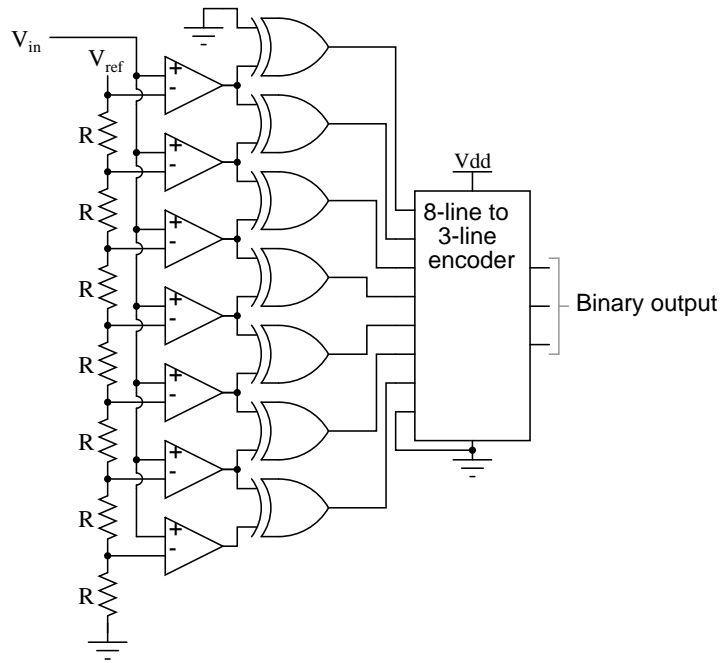 V_in
V_ref
+
-
R
+
-
R
+
-
R
+
-
R
+
-
R
+
-
R
+
-
R
Vdd
8-line to
3-line
encoder
Binary output